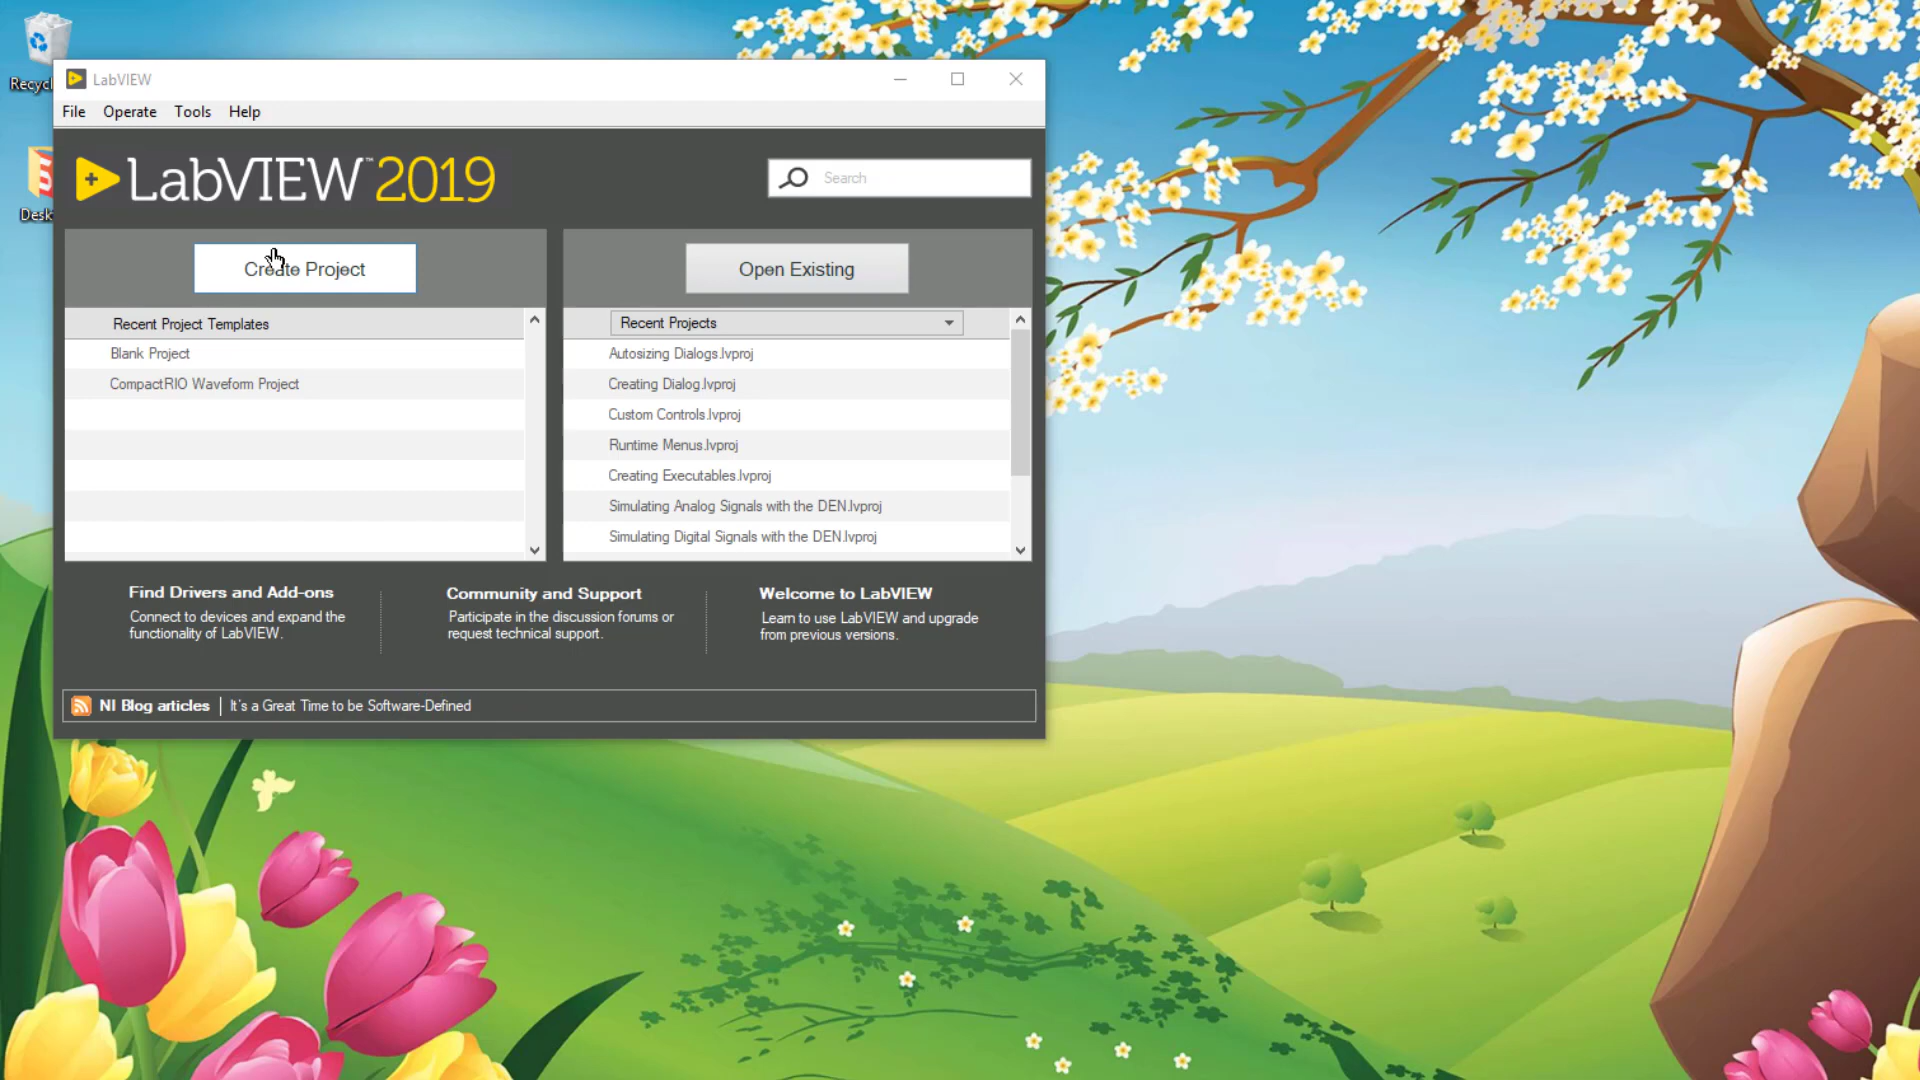 Recycl
LabVIEW
File Operate Tools Help
LabVIEW™ 2019
Search
Desk
Create Project
Open Existing
Recent Project Templates
Blank Project
CompactRIO Waveform Project
Recent Projects
Autosizing Dialogs.lvproj
Creating Dialog.lvproj
Custom Controls.lvproj
Runtime Menus.lvproj
Creating Executables.lvproj
Simulating Analog Signals with the DEN.lvproj
Simulating Digital Signals with the DEN.lvproj
Find Drivers and Add-ons
Connect to devices and expand the
functionality of LabVIEW.
Community and Support
Participate in the discussion forums or
request technical support.
Welcome to LabVIEW
Learn to use LabVIEW and upgrade
from previous versions.
NI Blog articles | It's a Great Time to be Software-Defined